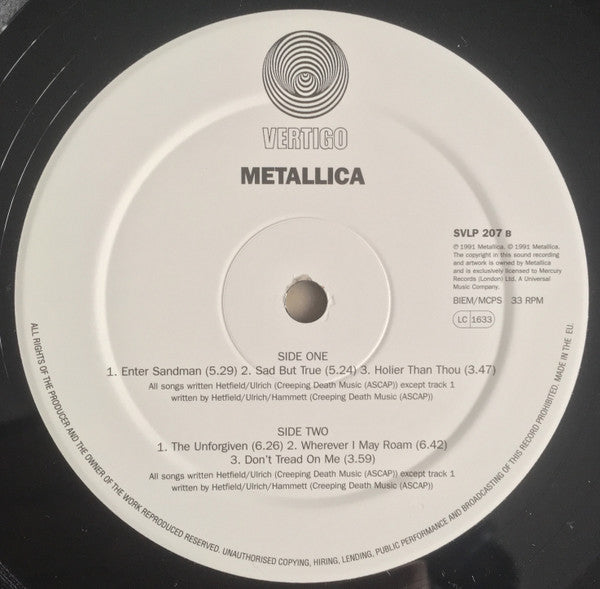 VERTIGO
METALLICA
SVLP 207 B
℗ 1991 Metallica. © 1991 Metallica.
The copyright in this sound recording
and artwork is owned by Metallica
and is exclusively licensed to Mercury
Records (London) Ltd. A Universal
Music Company.
BIEM/MCPS 33 RPM
LC 1633
SIDE ONE
1. Enter Sandman (5.29) 2. Sad But True (5.24) 3. Holier Than Thou (3.47)
All songs written Hetfield/Ulrich (Creeping Death Music (ASCAP)) except track 1
written by Hetfield/Ulrich/Hammett (Creeping Death Music (ASCAP))
SIDE TWO
1. The Unforgiven (6.26) 2. Wherever I May Roam (6.42)
3. Don't Tread On Me (3.59)
All songs written Hetfield/Ulrich (Creeping Death Music (ASCAP)) except track 1
written by Hetfield/Ulrich/Hammett (Creeping Death Music (ASCAP))
ALL RIGHTS OF THE PRODUCER AND THE OWNER OF THE WORK REPRODUCED RESERVED. UNAUTHORISED COPYING, HIRING, LENDING, PUBLIC PERFORMANCE AND BROADCASTING OF THIS RECORD PROHIBITED. MADE IN THE EU.